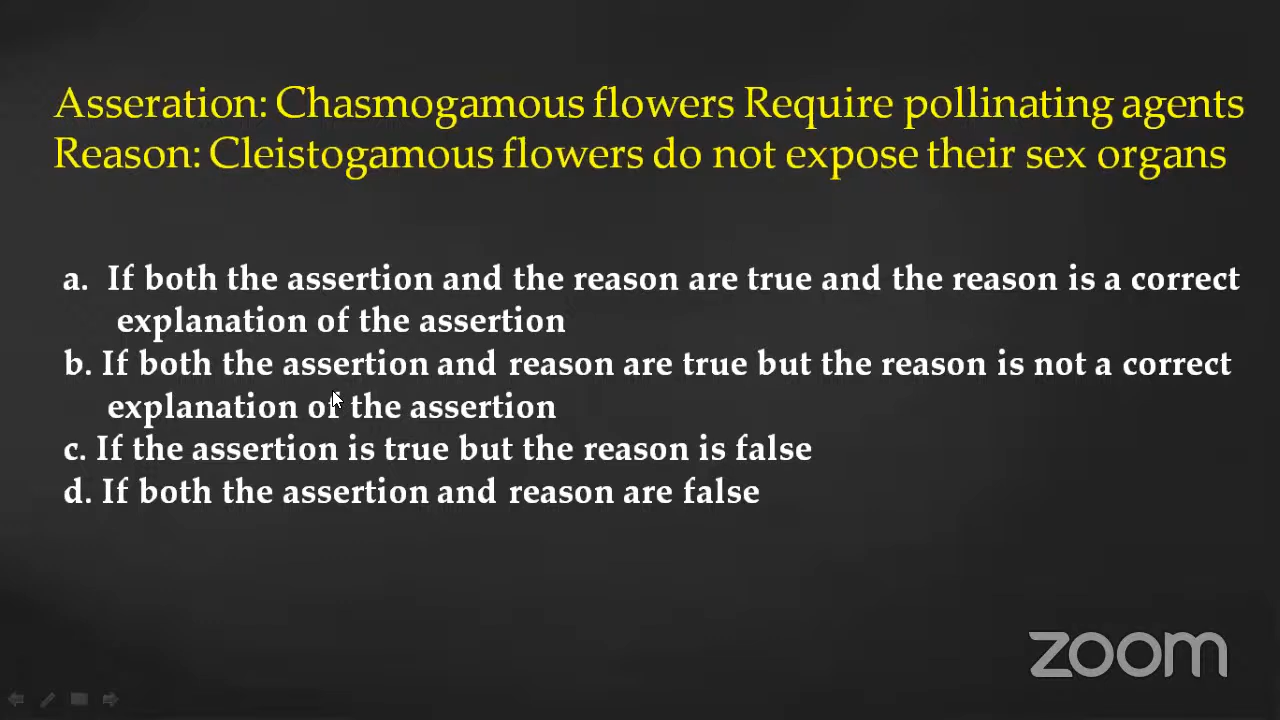 Asseration: Chasmogamous flowers Require pollinating agents
Reason: Cleistogamous flowers do not expose their sex organs
a. If both the assertion and the reason are true and the reason is a correct
explanation of the assertion
b. If both the assertion and reason are true but the reason is not a correct
explanation of the assertion
c. If the assertion is true but the reason is false
d. If both the assertion and reason are false
zoom